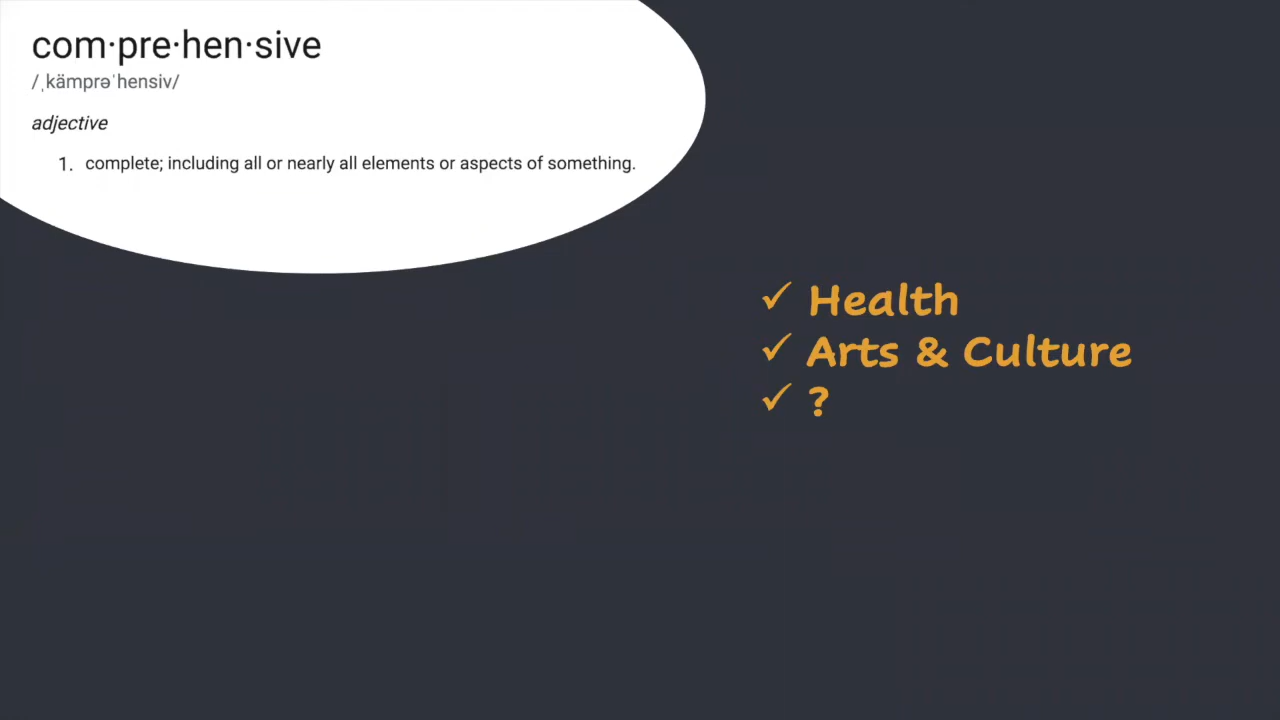 com·pre·hen·sive
/ˌkämprəˈhensiv/
adjective
1. complete; including all or nearly all elements or aspects of something.
✓ Health
✓ Arts & Culture
✓ ?